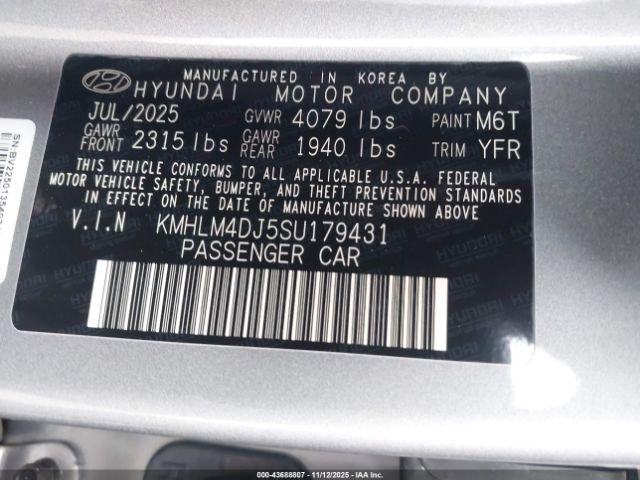 MANUFACTURED IN KOREA BY
HYUNDAI MOTOR COMPANY
JUL/2025 GVWR 4079 lbs PAINT M6T
GAWR FRONT 2315 lbs GAWR REAR 1940 lbs TRIM YFR
THIS VEHICLE CONFORMS TO ALL APPLICABLE U.S.A. FEDERAL
MOTOR VEHICLE SAFETY, BUMPER, AND THEFT PREVENTION STANDARDS
IN EFFECT ON THE DATE OF MANUFACTURE SHOWN ABOVE.
V.I.N KMHLM4DJ5SU179431
PASSENGER CAR
000-43688807 - 11/12/2025 - IAAI.CA